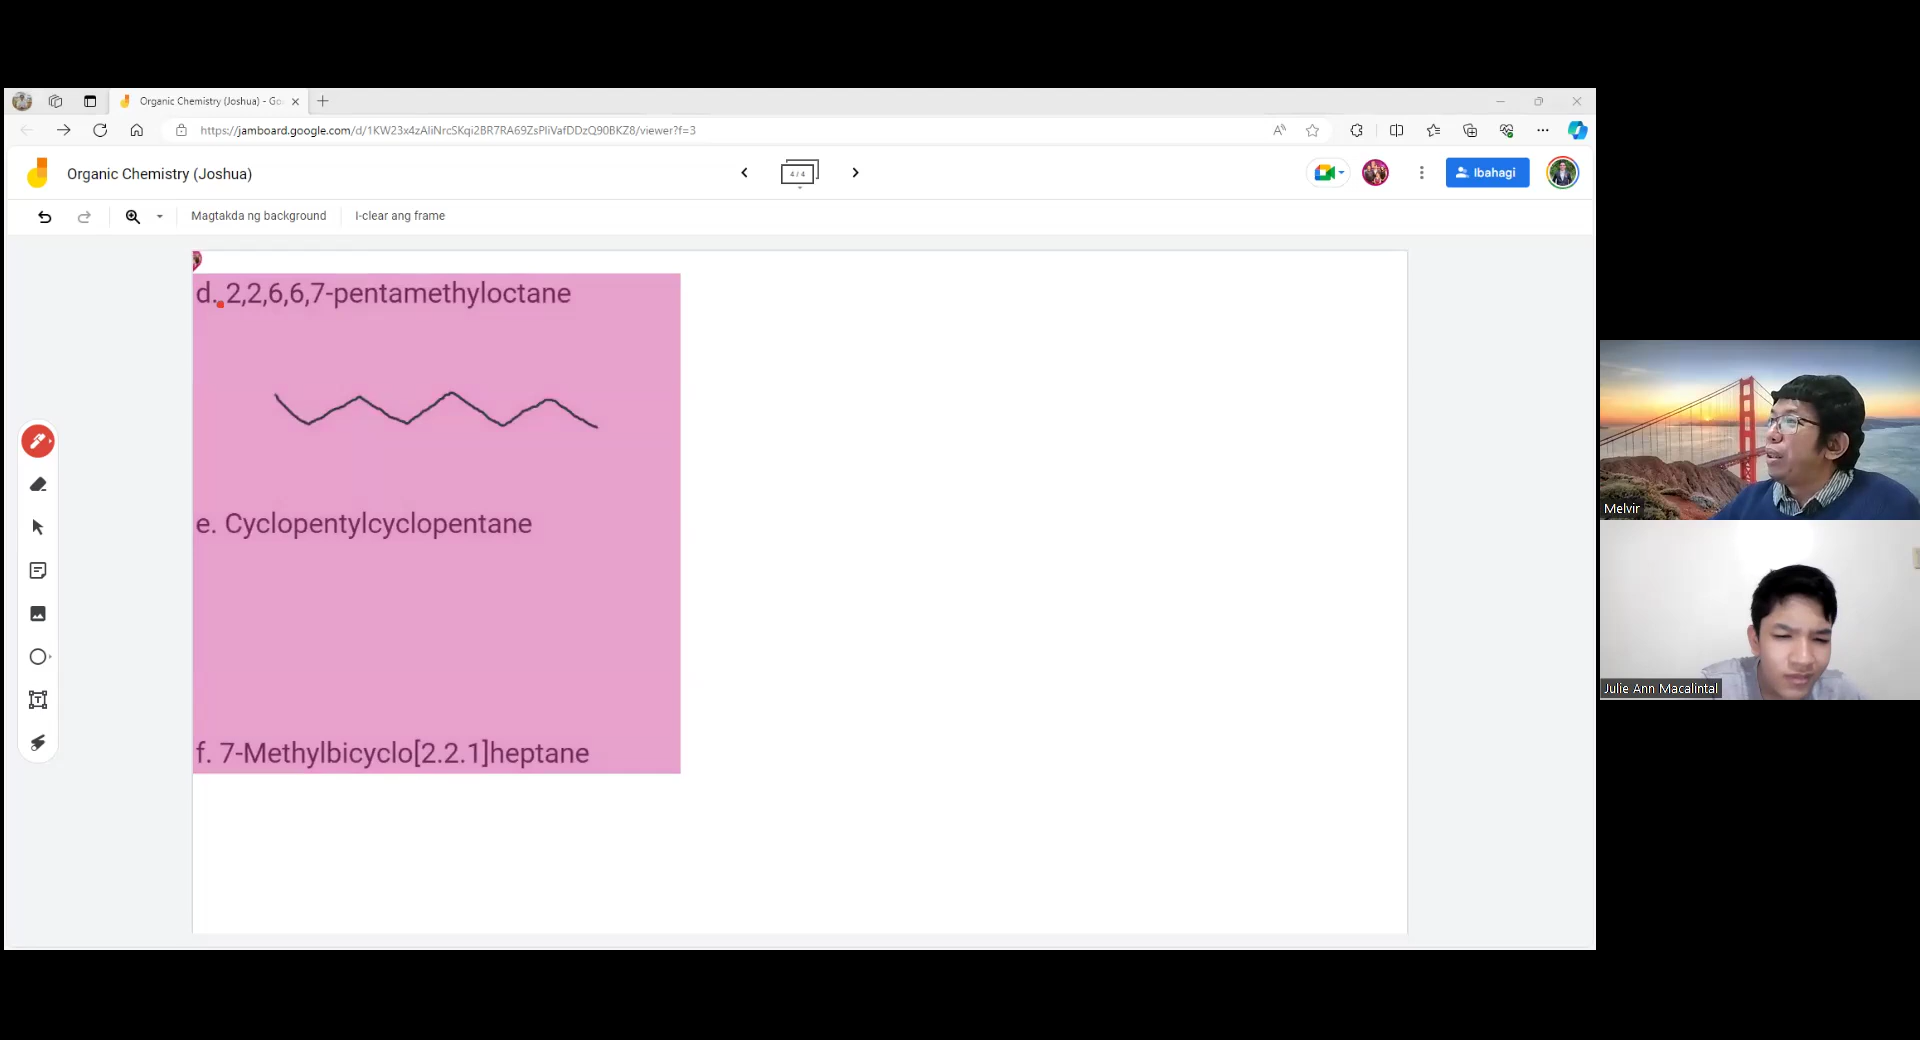 Organic Chemistry (Joshua) - Go
https://jamboard.google.com/d/1KW23x4zAIiNrcSKqi2BR7RA69ZsPIiVafDDzQ90BKZ8/viewer?f=3
Organic Chemistry (Joshua)
4 / 4
Ibahagi
Magtakda ng background
I-clear ang frame
d. 2,2,6,6,7-pentamethyloctane
e. Cyclopentylcyclopentane
f. 7-Methylbicyclo[2.2.1]heptane
Melvir
Julie Ann Macalintal